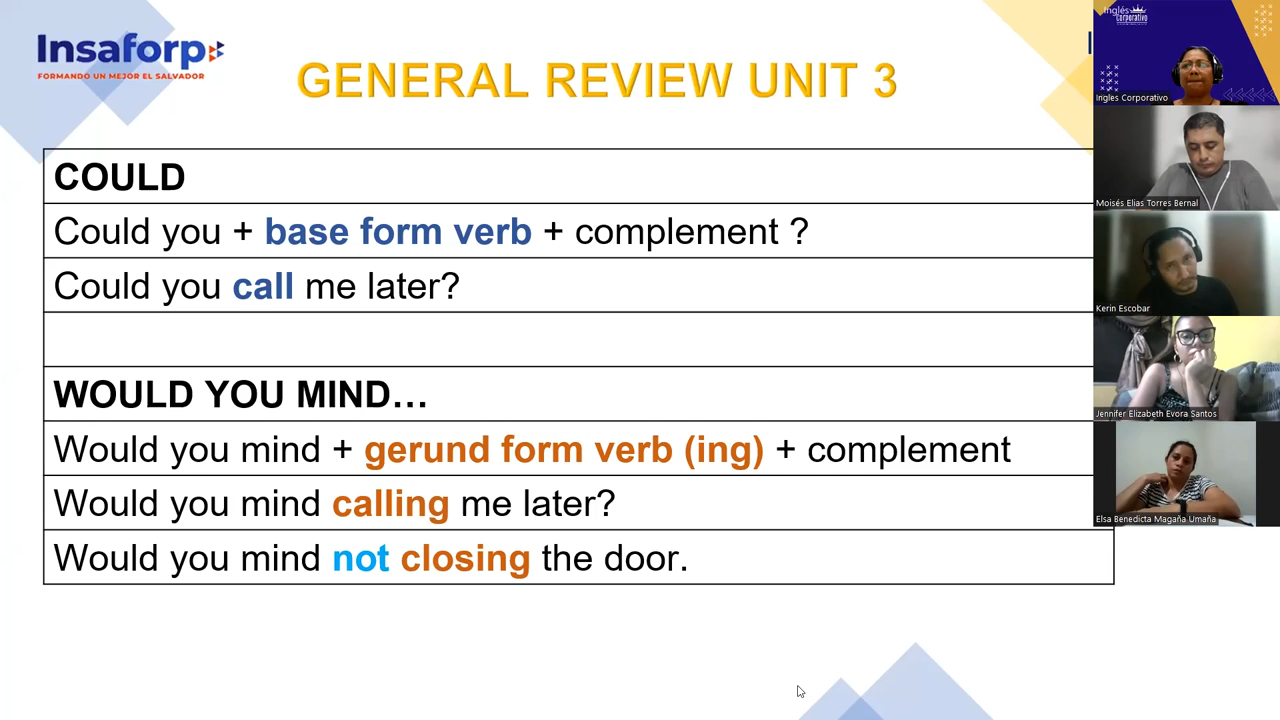 Insaforp
FORMANDO UN MEJOR EL SALVADOR
GENERAL REVIEW UNIT 3
COULD
Could you + base form verb + complement ?
Could you call me later?
WOULD YOU MIND…
Would you mind + gerund form verb (ing) + complement
Would you mind calling me later?
Would you mind not closing the door.
Inglés
Corporativo
Ingles Corporativo
Moisés Elias Torres Bernal
Kerin Escobar
Jennifer Elizabeth Evora Santos
Elsa Benedicta Magaña Umaña